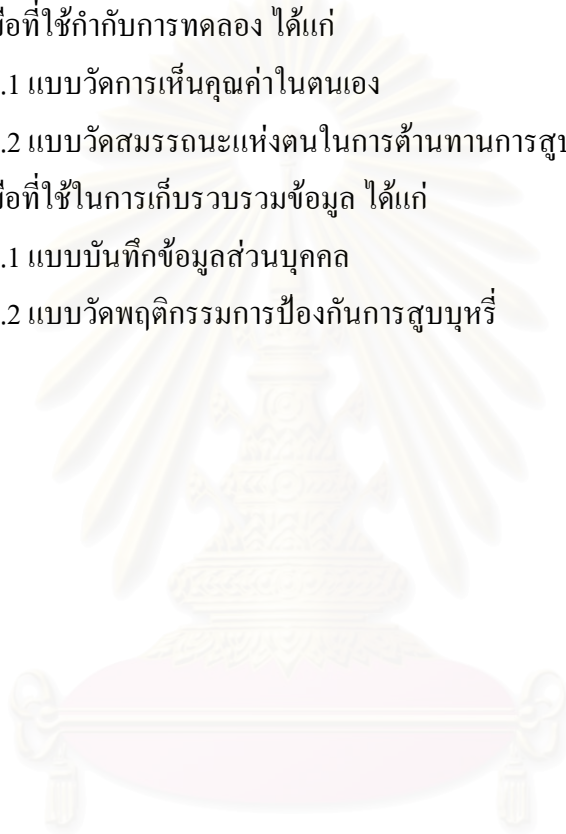 มือที่ใช้กำกับการทดลอง ได้แก่
.1 แบบวัดการเห็นคุณค่าในตนเอง
.2 แบบวัดสมรรถนะแห่งตนในการต้านทานการสูบ
มือที่ใช้ในการเก็บรวบรวมข้อมูล ได้แก่
.1 แบบบันทึกข้อมูลส่วนบุคคล
.2 แบบวัดพฤติกรรมการป้องกันการสูบบุหรี่